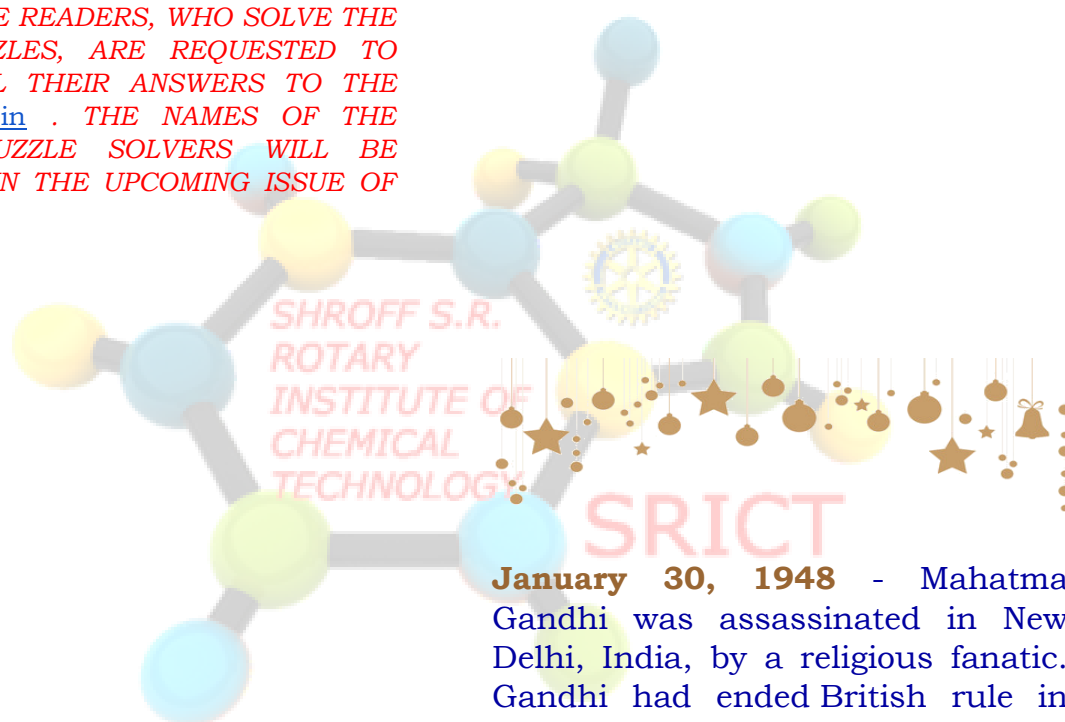 E READERS, WHO SOLVE THE
ZLES, ARE REQUESTED TO
L THEIR ANSWERS TO THE
in . THE NAMES OF THE
UZZLE SOLVERS WILL BE
IN THE UPCOMING ISSUE OF
SHROFF S.R.
ROTARY
INSTITUTE OF
CHEMICAL
TECHNOLOGY
SRICT
January 30, 1948 - Mahatma
Gandhi was assassinated in New
Delhi, India, by a religious fanatic.
Gandhi had ended British rule in